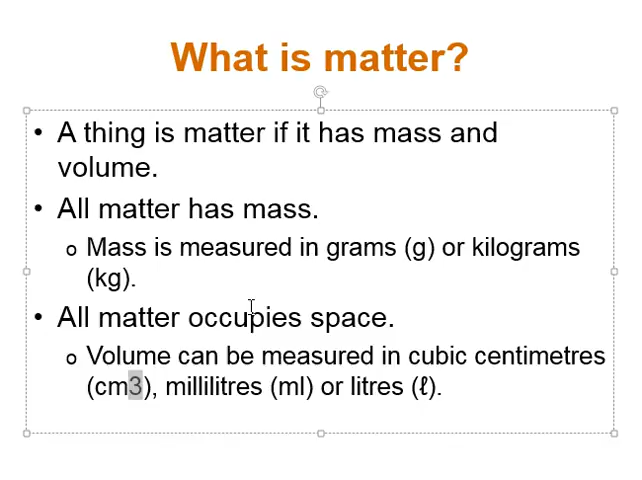 What is matter?
• A thing is matter if it has mass and
volume.
• All matter has mass.
o Mass is measured in grams (g) or kilograms
(kg).
• All matter occupies space.
o Volume can be measured in cubic centimetres
(cm3), millilitres (ml) or litres (ℓ).